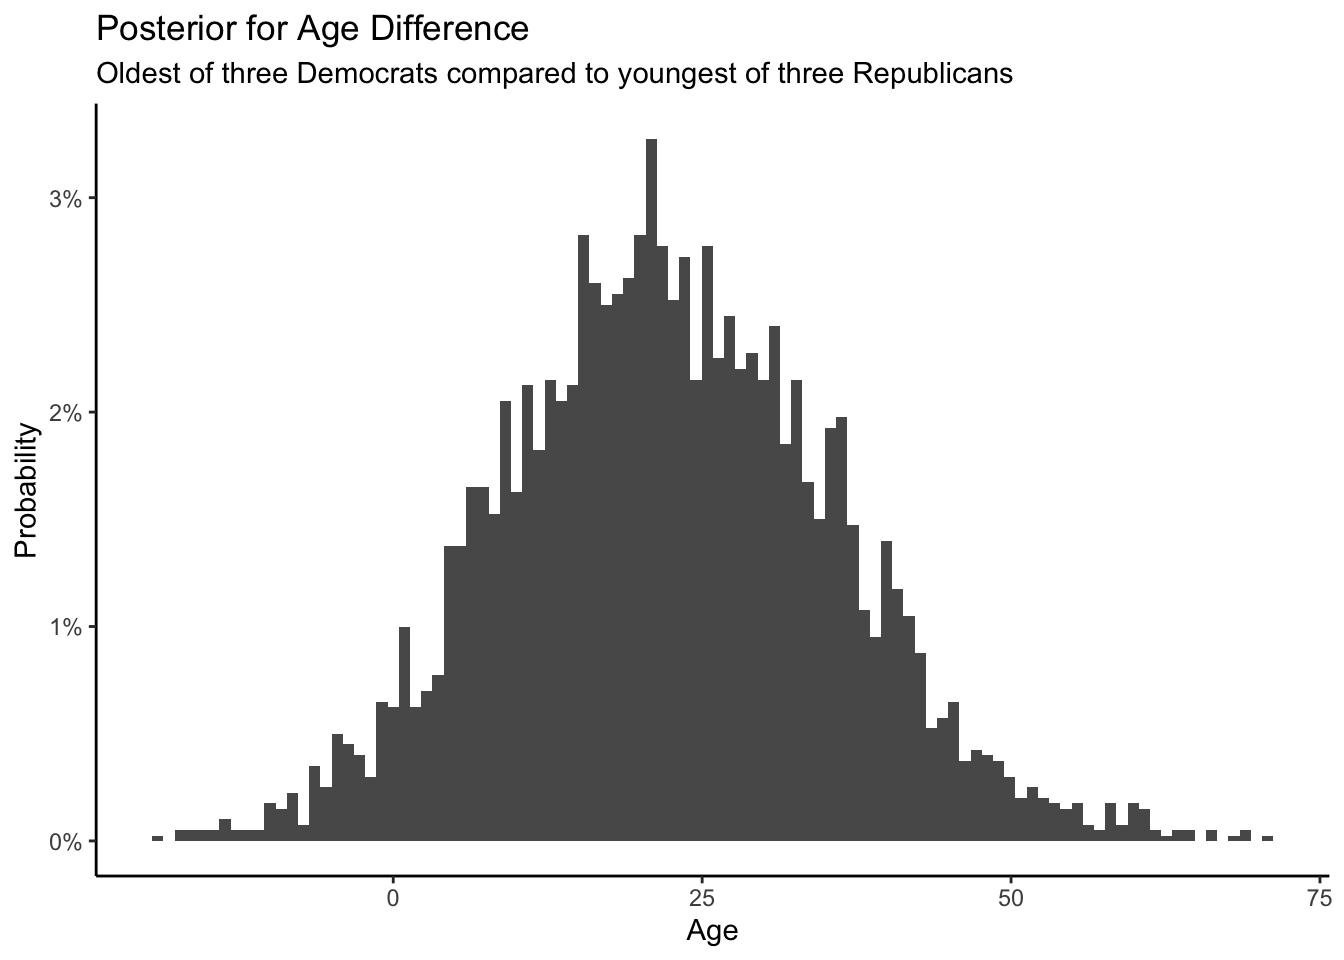 Posterior for Age Difference
Oldest of three Democrats compared to youngest of three Republicans
Probability
3%
2%
1%
0%
0 25 50 75
Age